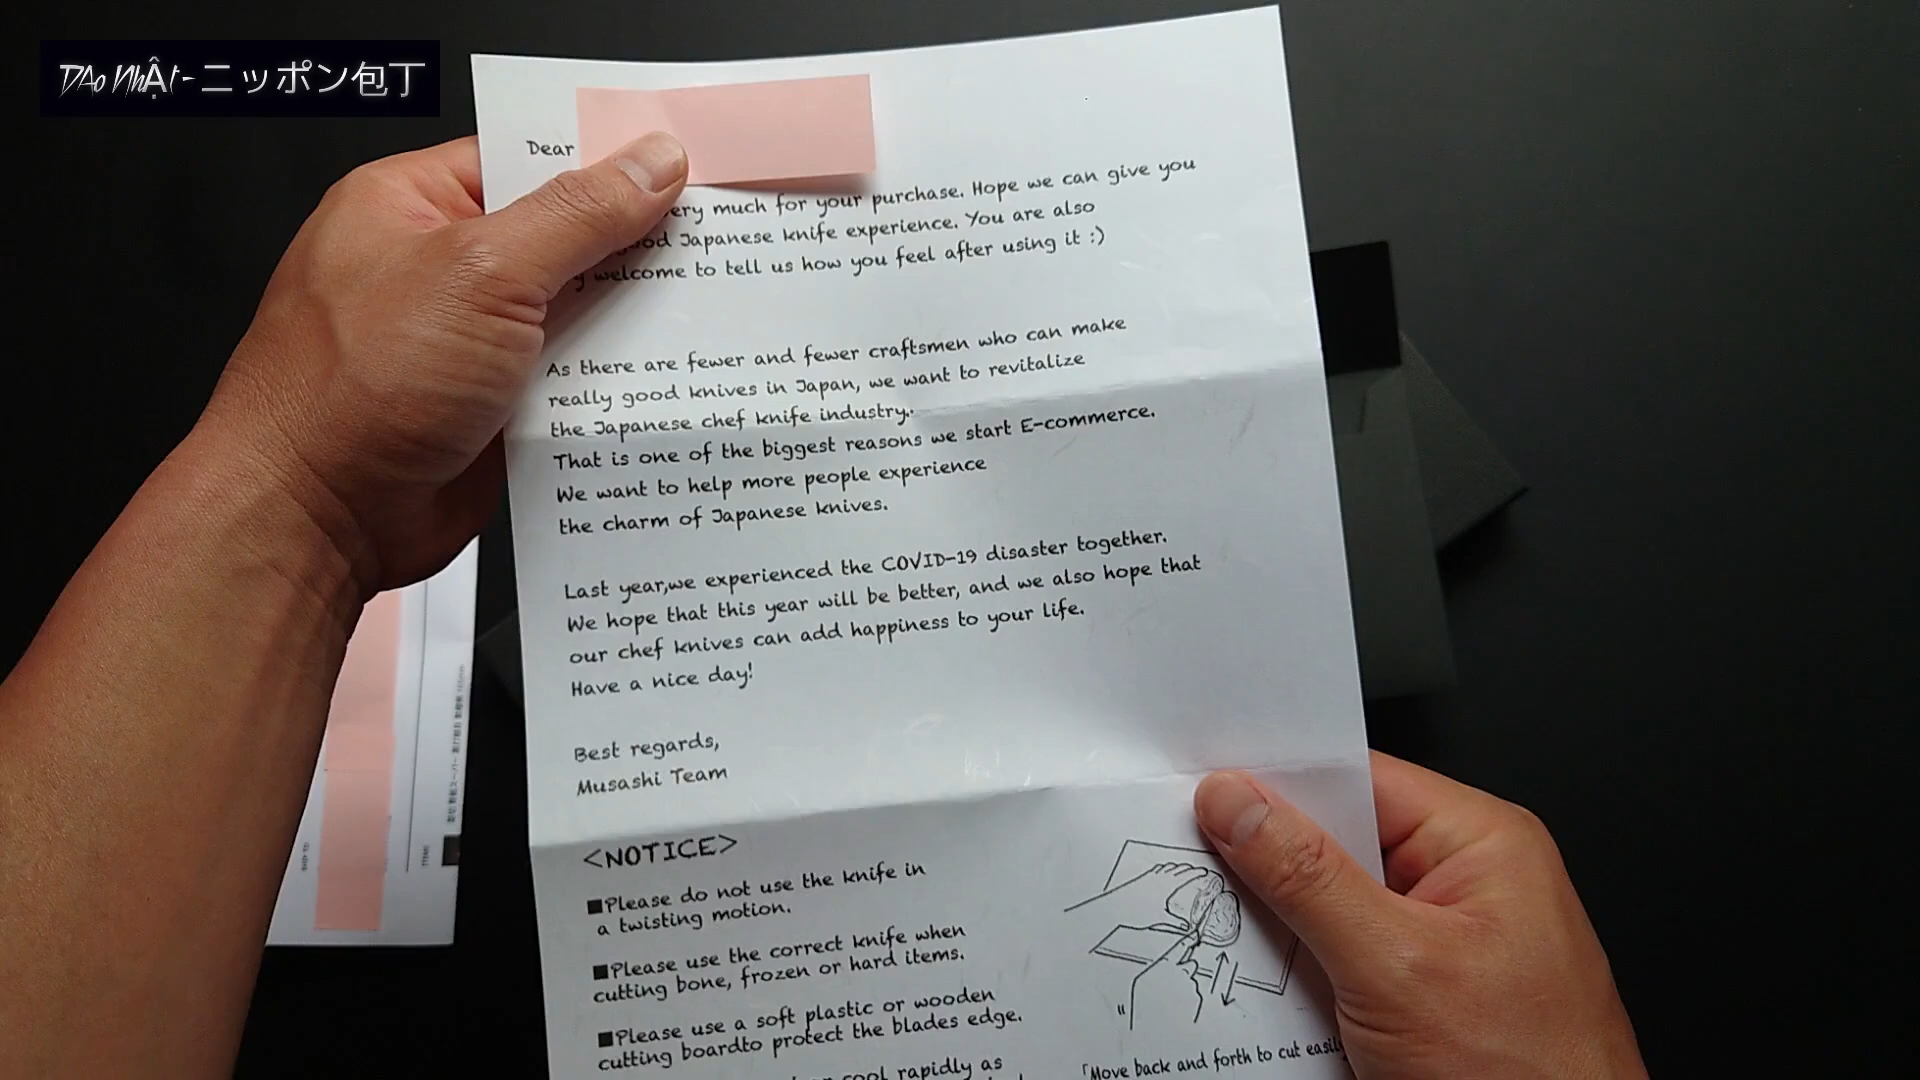 DAo NhẬt - ニッポン包丁
Dear
ery much for your purchase. Hope we can give you
ood Japanese knife experience. You are also
y welcome to tell us how you feel after using it :)
As there are fewer and fewer craftsmen who can make
really good knives in Japan, we want to revitalize
the Japanese chef knife industry.
That is one of the biggest reasons we start E-commerce.
We want to help more people experience
the charm of Japanese knives.
Last year,we experienced the COVID-19 disaster together.
We hope that this year will be better, and we also hope that
our chef knives can add happiness to your life.
Have a nice day!
Best regards,
Musashi Team
<NOTICE>
■Please do not use the knife in
a twisting motion.
■Please use the correct knife when
cutting bone, frozen or hard items.
■Please use a soft plastic or wooden
cutting boardto protect the blades edge.
cool rapidly as
「Move back and forth to cut easily
ITEMS